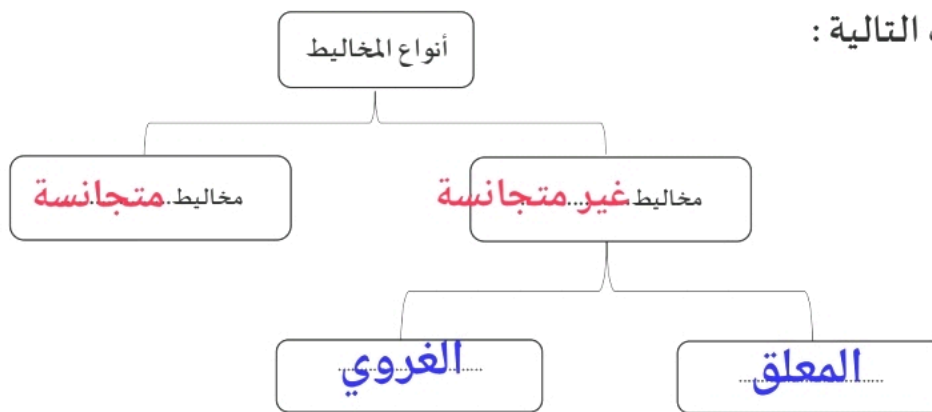 التالية :
أنواع المخاليط
مخاليط غير متجانسة
مخاليط متجانسة
المعلق
الغروي